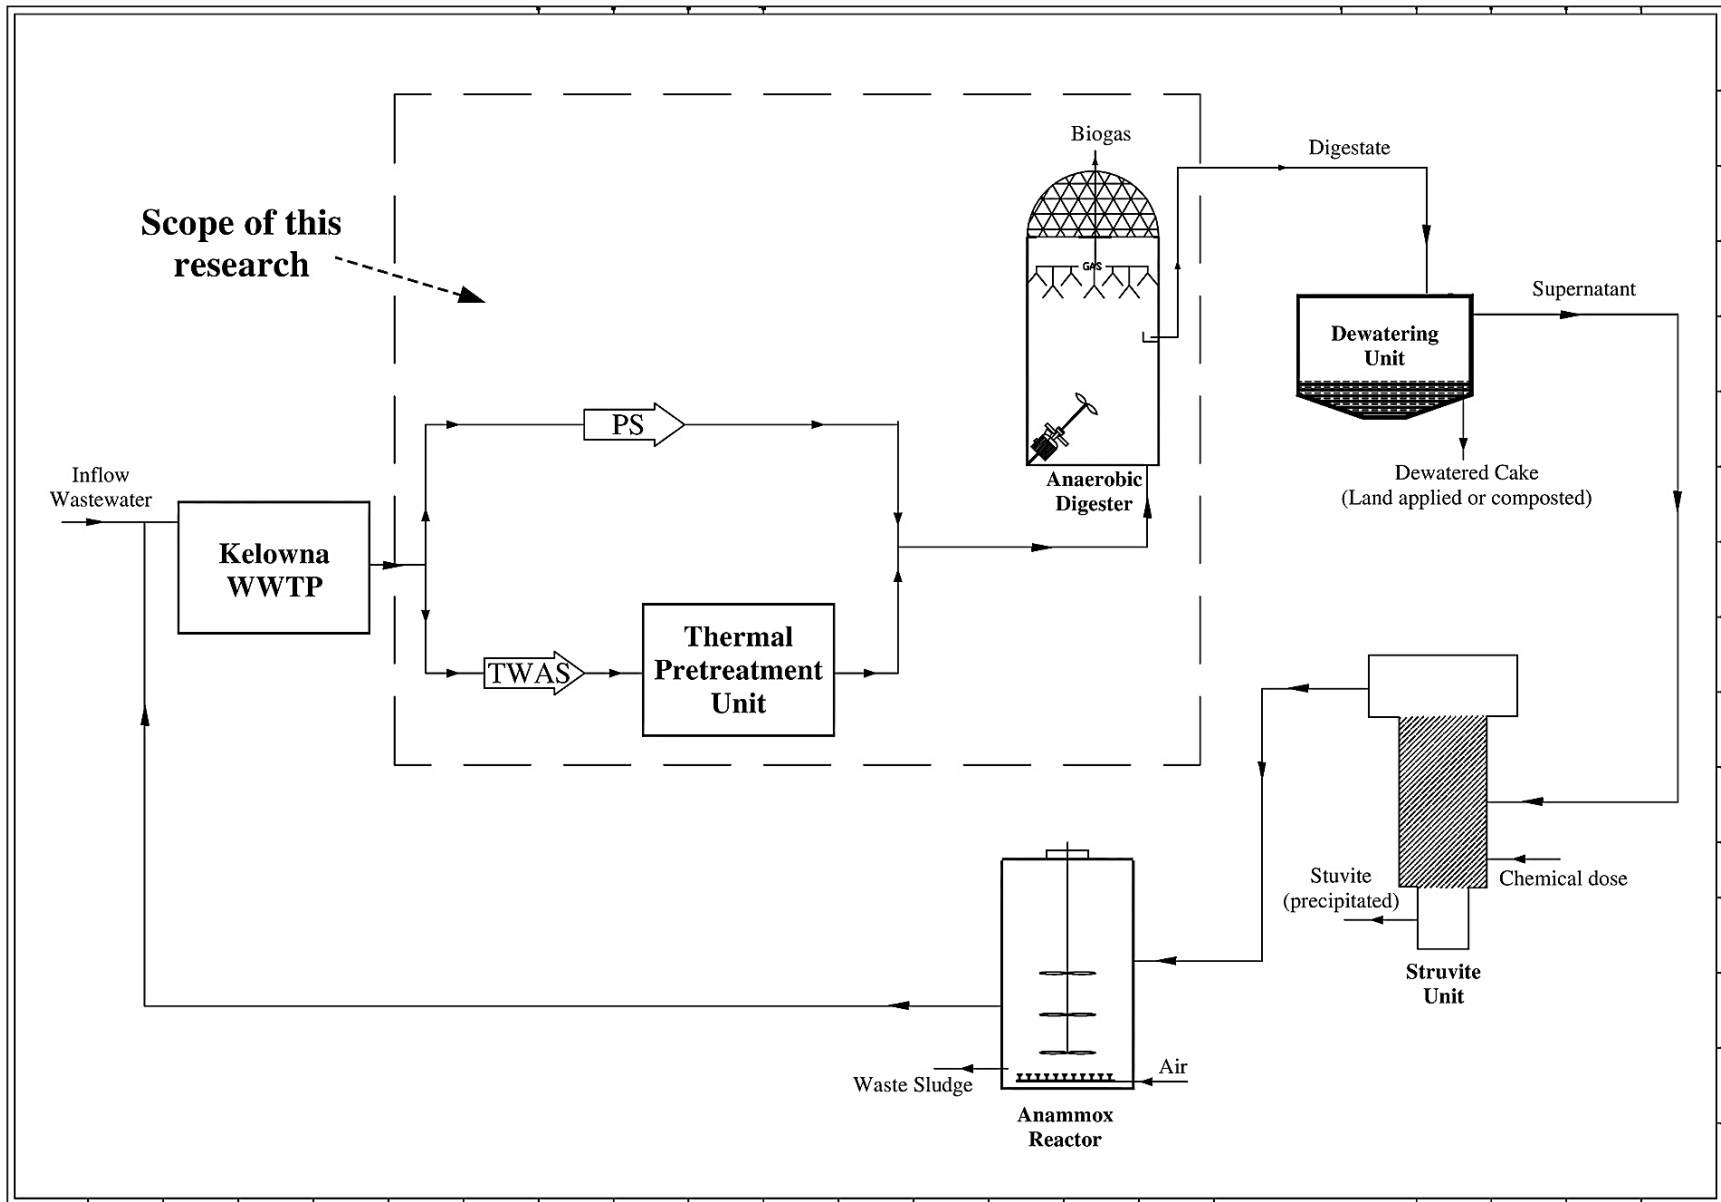 Biogas
Digestate
Scope of this
research
GAS
Supernatant
Dewatering
Unit
PS
Inflow
Wastewater
Anaerobic
Digester
Dewatered Cake
(Land applied or composted)
Kelowna
WWTP
TWAS
Thermal
Pretreatment
Unit
Stuvite
(precipitated)
Chemical dose
Struvite
Unit
Air
Waste Sludge
Anammox
Reactor